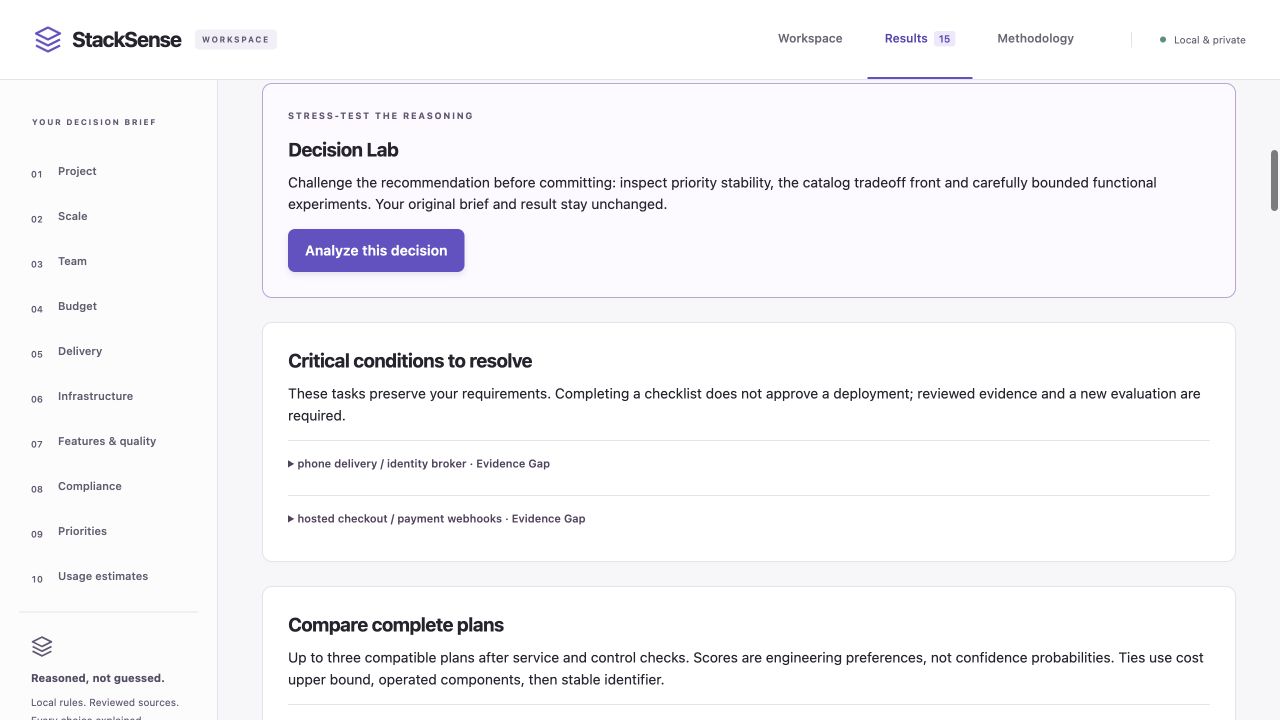 StackSense
WORKSPACE
Workspace
Results 15
Methodology
Local & private
YOUR DECISION BRIEF
01 Project
02 Scale
03 Team
04 Budget
05 Delivery
06 Infrastructure
07 Features & quality
08 Compliance
09 Priorities
10 Usage estimates
Reasoned, not guessed.
Local rules. Reviewed sources.
Every choice explained.
STRESS-TEST THE REASONING
Decision Lab
Challenge the recommendation before committing: inspect priority stability, the catalog tradeoff front and carefully bounded functional
experiments. Your original brief and result stay unchanged.
Analyze this decision
Critical conditions to resolve
These tasks preserve your requirements. Completing a checklist does not approve a deployment; reviewed evidence and a new evaluation are
required.
phone delivery / identity broker · Evidence Gap
hosted checkout / payment webhooks · Evidence Gap
Compare complete plans
Up to three compatible plans after service and control checks. Scores are engineering preferences, not confidence probabilities. Ties use cost
upper bound, operated components, then stable identifier.